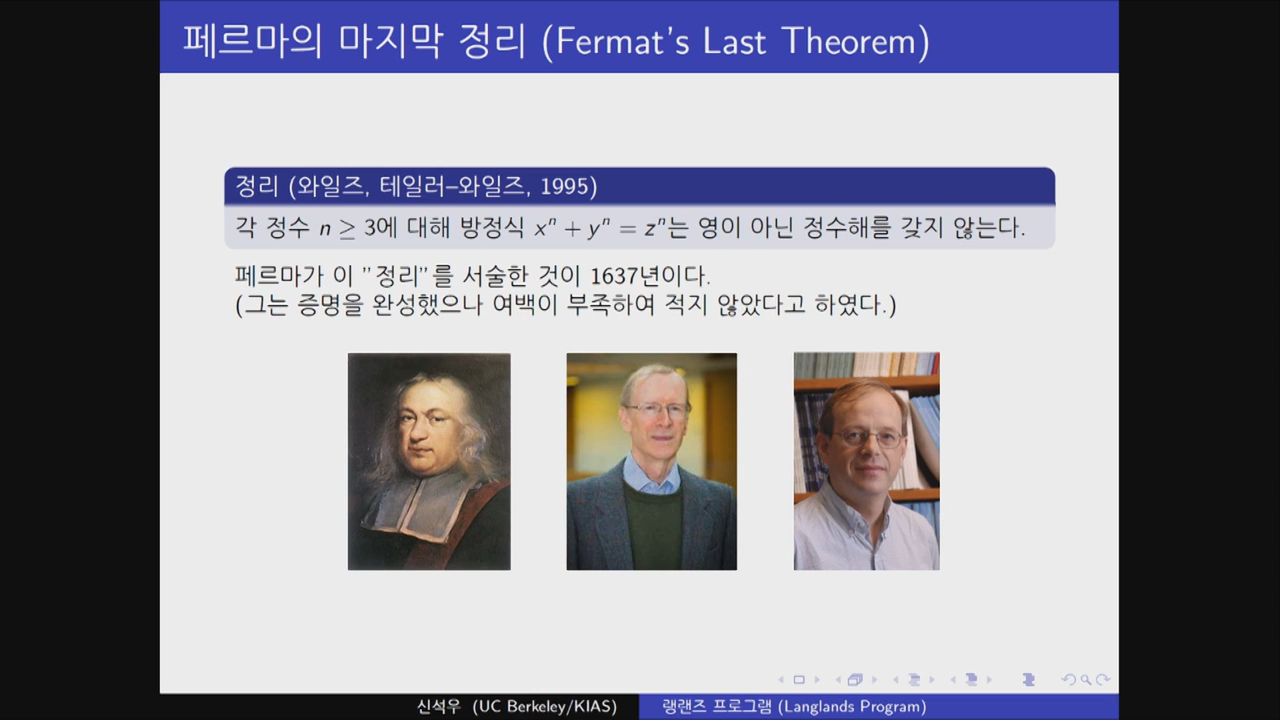 페르마의 마지막 정리 (Fermat's Last Theorem)
정리 (와일즈, 테일러–와일즈, 1995)
각 정수 n ≥ 3에 대해 방정식 xⁿ + yⁿ = zⁿ는 영이 아닌 정수해를 갖지 않는다.
페르마가 이 ”정리”를 서술한 것이 1637년이다.
(그는 증명을 완성했으나 여백이 부족하여 적지 않았다고 하였다.)
신석우 (UC Berkeley/KIAS)
랭랜즈 프로그램 (Langlands Program)